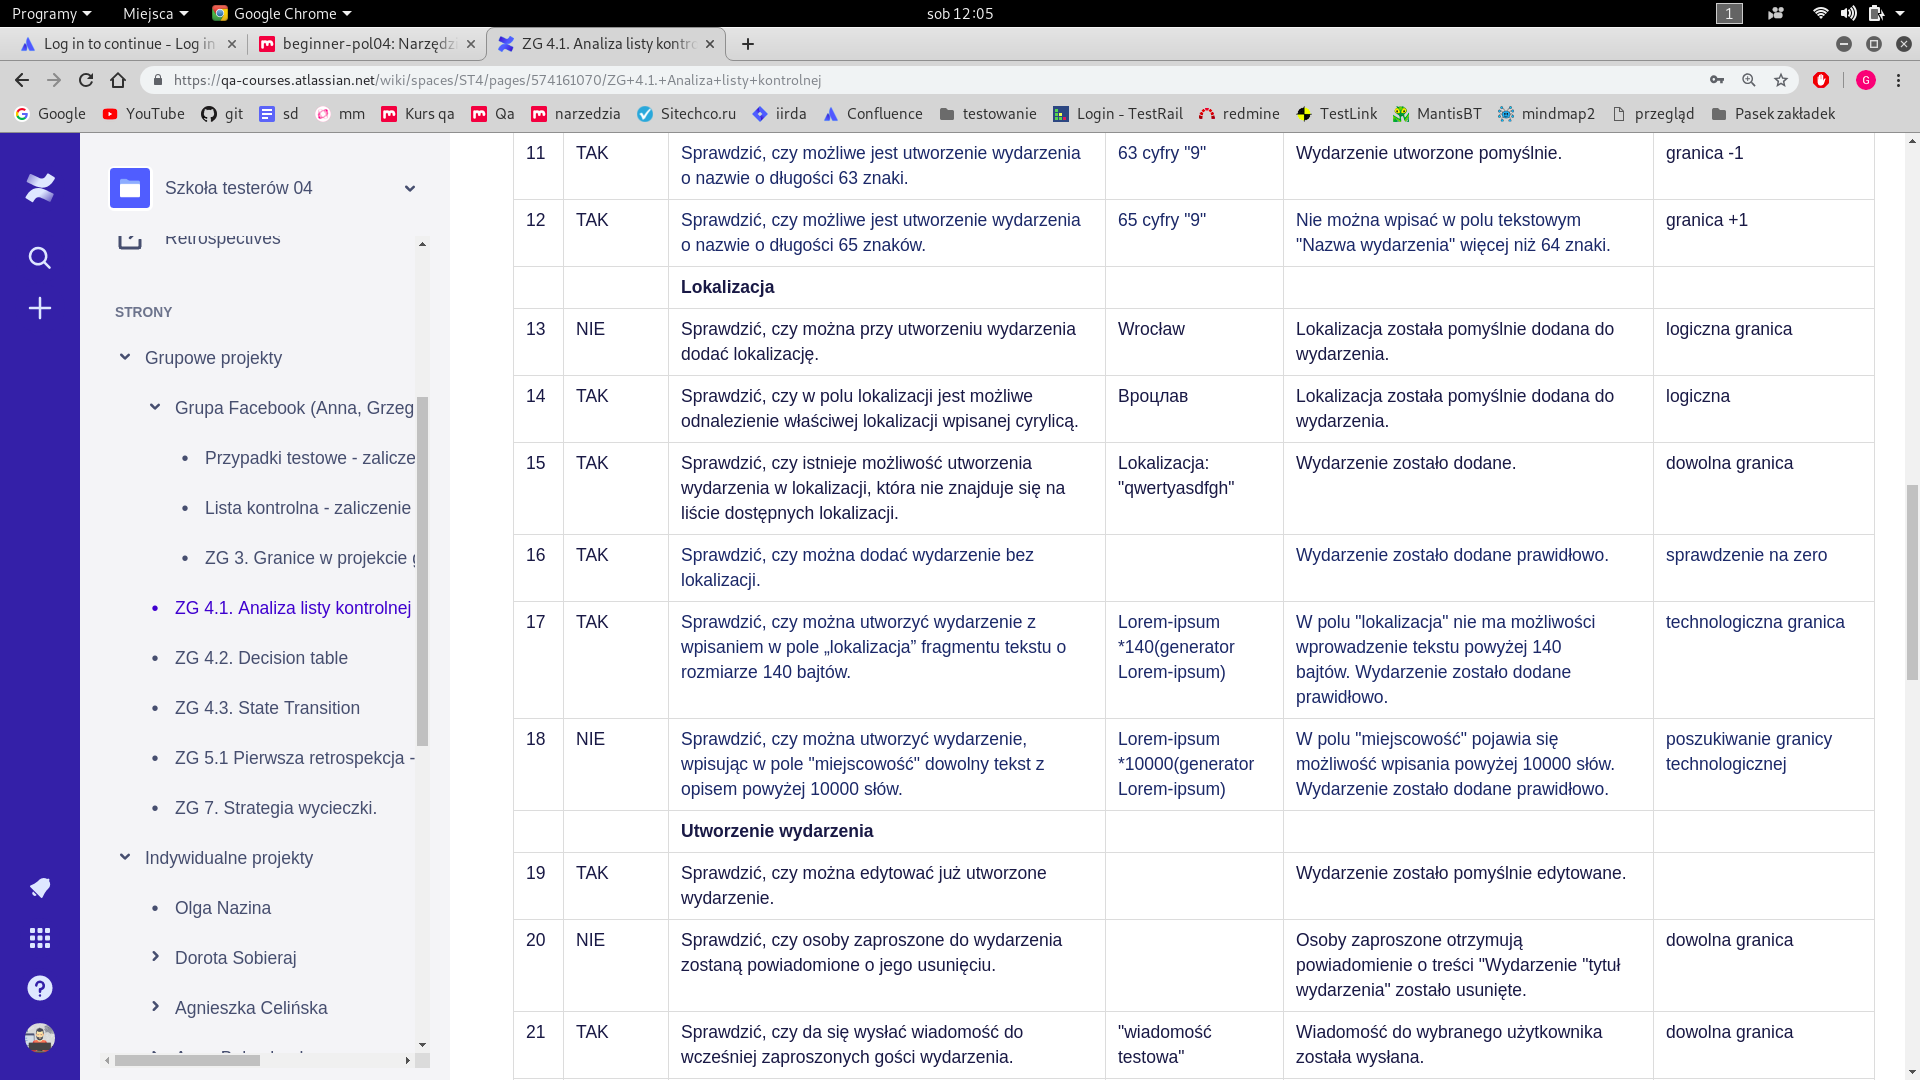 Programy Miejsca Google Chrome sob 12:05 1
Log in to continue - Log in beginner-pol04: Narzędzi ZG 4.1. Analiza listy kontro
https://qa-courses.atlassian.net/wiki/spaces/ST4/pages/574161070/ZG+4.1.+Analiza+listy+kontrolnej G
Google YouTube git sd mm Kurs qa Qa narzedzia Sitechco.ru iirda Confluence testowanie Login - TestRail redmine TestLink MantisBT mindmap2 przegląd Pasek zakładek
Szkoła testerów 04
Retrospectives
STRONY
Grupowe projekty
Grupa Facebook (Anna, Grzeg
Przypadki testowe - zalicze
Lista kontrolna - zaliczenie
ZG 3. Granice w projekcie g
ZG 4.1. Analiza listy kontrolnej
ZG 4.2. Decision table
ZG 4.3. State Transition
ZG 5.1 Pierwsza retrospekcja -
ZG 7. Strategia wycieczki.
Indywidualne projekty
Olga Nazina
Dorota Sobieraj
Agnieszka Celińska
11 TAK Sprawdzić, czy możliwe jest utworzenie wydarzenia 63 cyfry "9" Wydarzenie utworzone pomyślnie. granica -1
o nazwie o długości 63 znaki.
12 TAK Sprawdzić, czy możliwe jest utworzenie wydarzenia 65 cyfry "9" Nie można wpisać w polu tekstowym granica +1
o nazwie o długości 65 znaków. "Nazwa wydarzenia" więcej niż 64 znaki.
Lokalizacja
13 NIE Sprawdzić, czy można przy utworzeniu wydarzenia Wrocław Lokalizacja została pomyślnie dodana do logiczna granica
dodać lokalizację. wydarzenia.
14 TAK Sprawdzić, czy w polu lokalizacji jest możliwe Вроцлав Lokalizacja została pomyślnie dodana do logiczna
odnalezienie właściwej lokalizacji wpisanej cyrylicą. wydarzenia.
15 TAK Sprawdzić, czy istnieje możliwość utworzenia Lokalizacja: Wydarzenie zostało dodane. dowolna granica
wydarzenia w lokalizacji, która nie znajduje się na "qwertyasdfgh"
liście dostępnych lokalizacji.
16 TAK Sprawdzić, czy można dodać wydarzenie bez Wydarzenie zostało dodane prawidłowo. sprawdzenie na zero
lokalizacji.
17 TAK Sprawdzić, czy można utworzyć wydarzenie z Lorem-ipsum W polu "lokalizacja" nie ma możliwości technologiczna granica
wpisaniem w pole „lokalizacja” fragmentu tekstu o *140(generator wprowadzenie tekstu powyżej 140
rozmiarze 140 bajtów. Lorem-ipsum) bajtów. Wydarzenie zostało dodane
prawidłowo.
18 NIE Sprawdzić, czy można utworzyć wydarzenie, Lorem-ipsum W polu "miejscowość" pojawia się poszukiwanie granicy
wpisując w pole "miejscowość" dowolny tekst z *10000(generator możliwość wpisania powyżej 10000 słów. technologicznej
opisem powyżej 10000 słów. Lorem-ipsum) Wydarzenie zostało dodane prawidłowo.
Utworzenie wydarzenia
19 TAK Sprawdzić, czy można edytować już utworzone Wydarzenie zostało pomyślnie edytowane.
wydarzenie.
20 NIE Sprawdzić, czy osoby zaproszone do wydarzenia Osoby zaproszone otrzymują dowolna granica
zostaną powiadomione o jego usunięciu. powiadomienie o treści "Wydarzenie "tytuł
wydarzenia" zostało usunięte.
21 TAK Sprawdzić, czy da się wysłać wiadomość do "wiadomość Wiadomość do wybranego użytkownika dowolna granica
wcześniej zaproszonych gości wydarzenia. testowa" została wysłana.